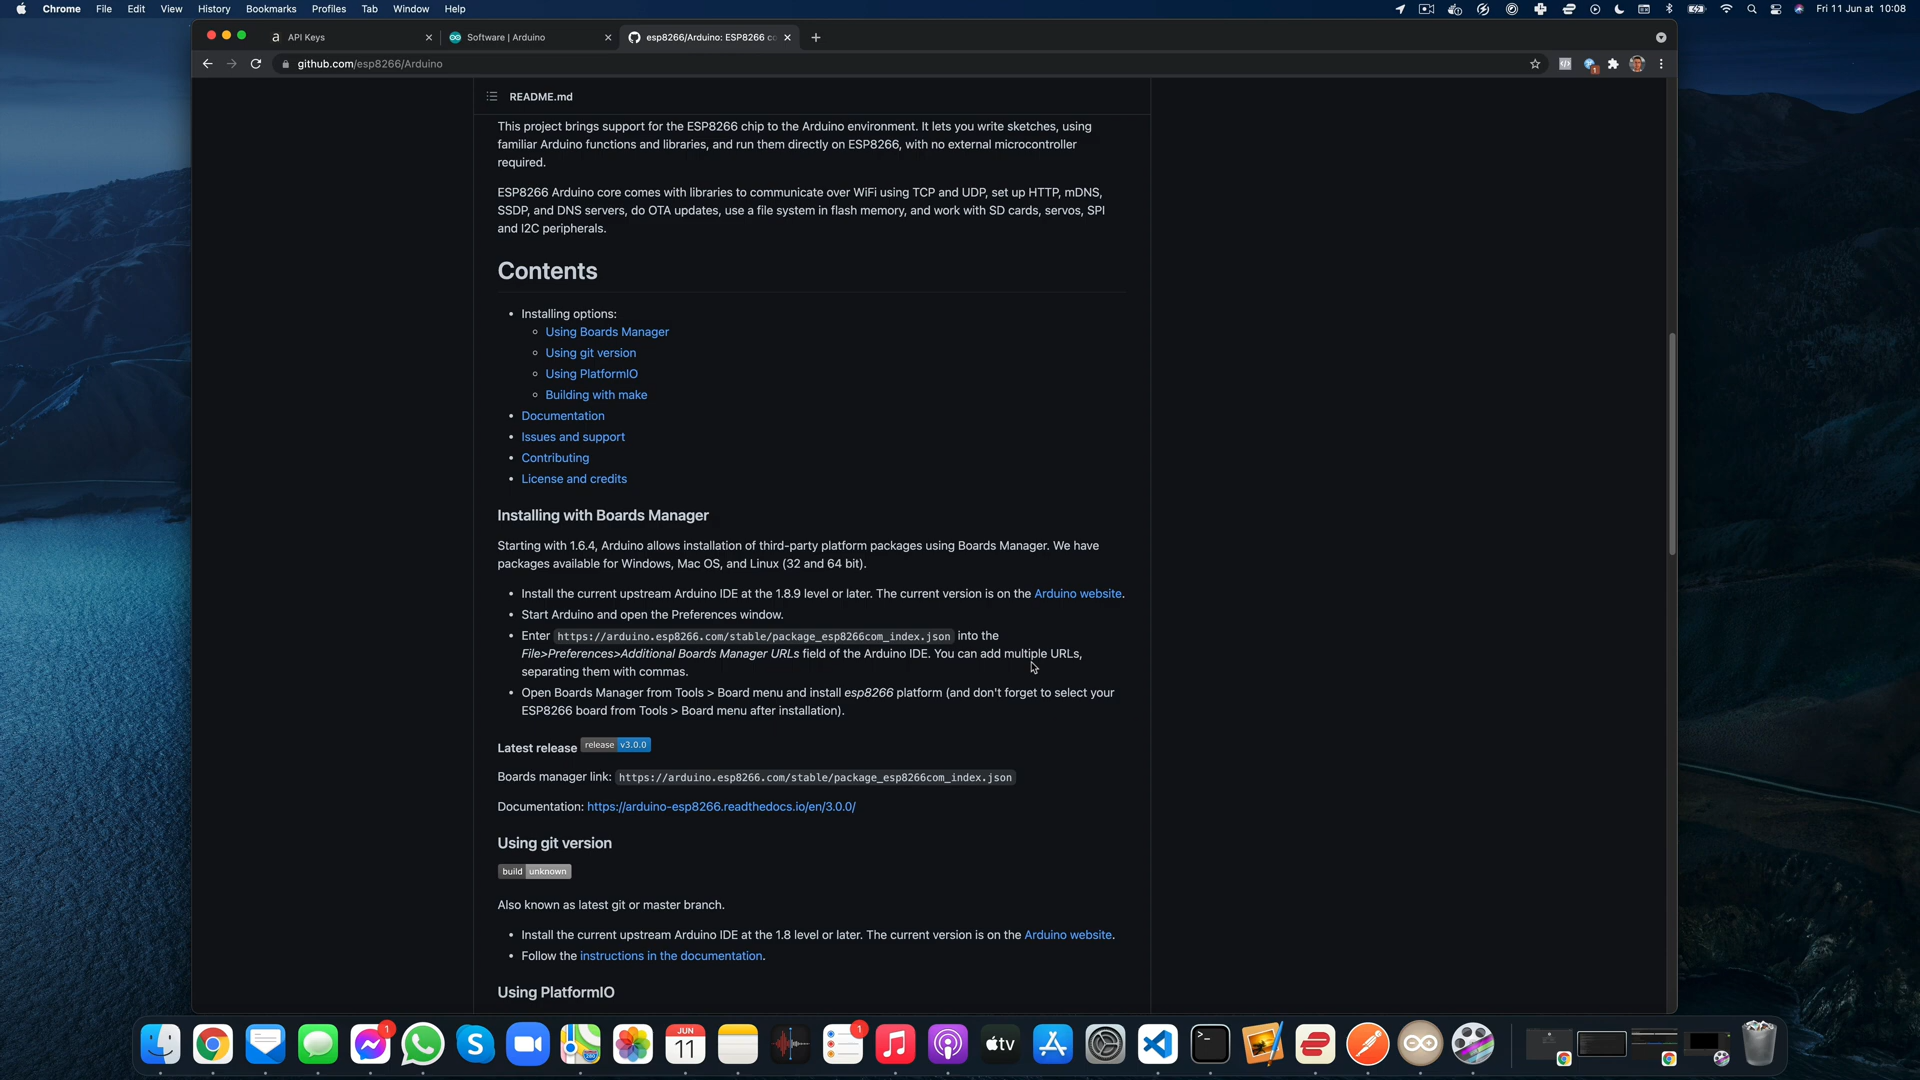 Chrome File Edit View History Bookmarks Profiles Tab Window Help
Fri 11 Jun at 10:08
API Keys
Software | Arduino
esp8266/Arduino: ESP8266 co
github.com/esp8266/Arduino
README.md
This project brings support for the ESP8266 chip to the Arduino environment. It lets you write sketches, using
familiar Arduino functions and libraries, and run them directly on ESP8266, with no external microcontroller
required.
ESP8266 Arduino core comes with libraries to communicate over WiFi using TCP and UDP, set up HTTP, mDNS,
SSDP, and DNS servers, do OTA updates, use a file system in flash memory, and work with SD cards, servos, SPI
and I2C peripherals.
Contents
Installing options:
Using Boards Manager
Using git version
Using PlatformIO
Building with make
Documentation
Issues and support
Contributing
License and credits
Installing with Boards Manager
Starting with 1.6.4, Arduino allows installation of third-party platform packages using Boards Manager. We have
packages available for Windows, Mac OS, and Linux (32 and 64 bit).
Install the current upstream Arduino IDE at the 1.8.9 level or later. The current version is on the Arduino website.
Start Arduino and open the Preferences window.
Enter https://arduino.esp8266.com/stable/package_esp8266com_index.json into the
File>Preferences>Additional Boards Manager URLs field of the Arduino IDE. You can add multiple URLs,
separating them with commas.
Open Boards Manager from Tools > Board menu and install esp8266 platform (and don't forget to select your
ESP8266 board from Tools > Board menu after installation).
Latest release release v3.0.0
Boards manager link: https://arduino.esp8266.com/stable/package_esp8266com_index.json
Documentation: https://arduino-esp8266.readthedocs.io/en/3.0.0/
Using git version
build unknown
Also known as latest git or master branch.
Install the current upstream Arduino IDE at the 1.8 level or later. The current version is on the Arduino website.
Follow the instructions in the documentation.
Using PlatformIO
1
JUN
11
1
tv